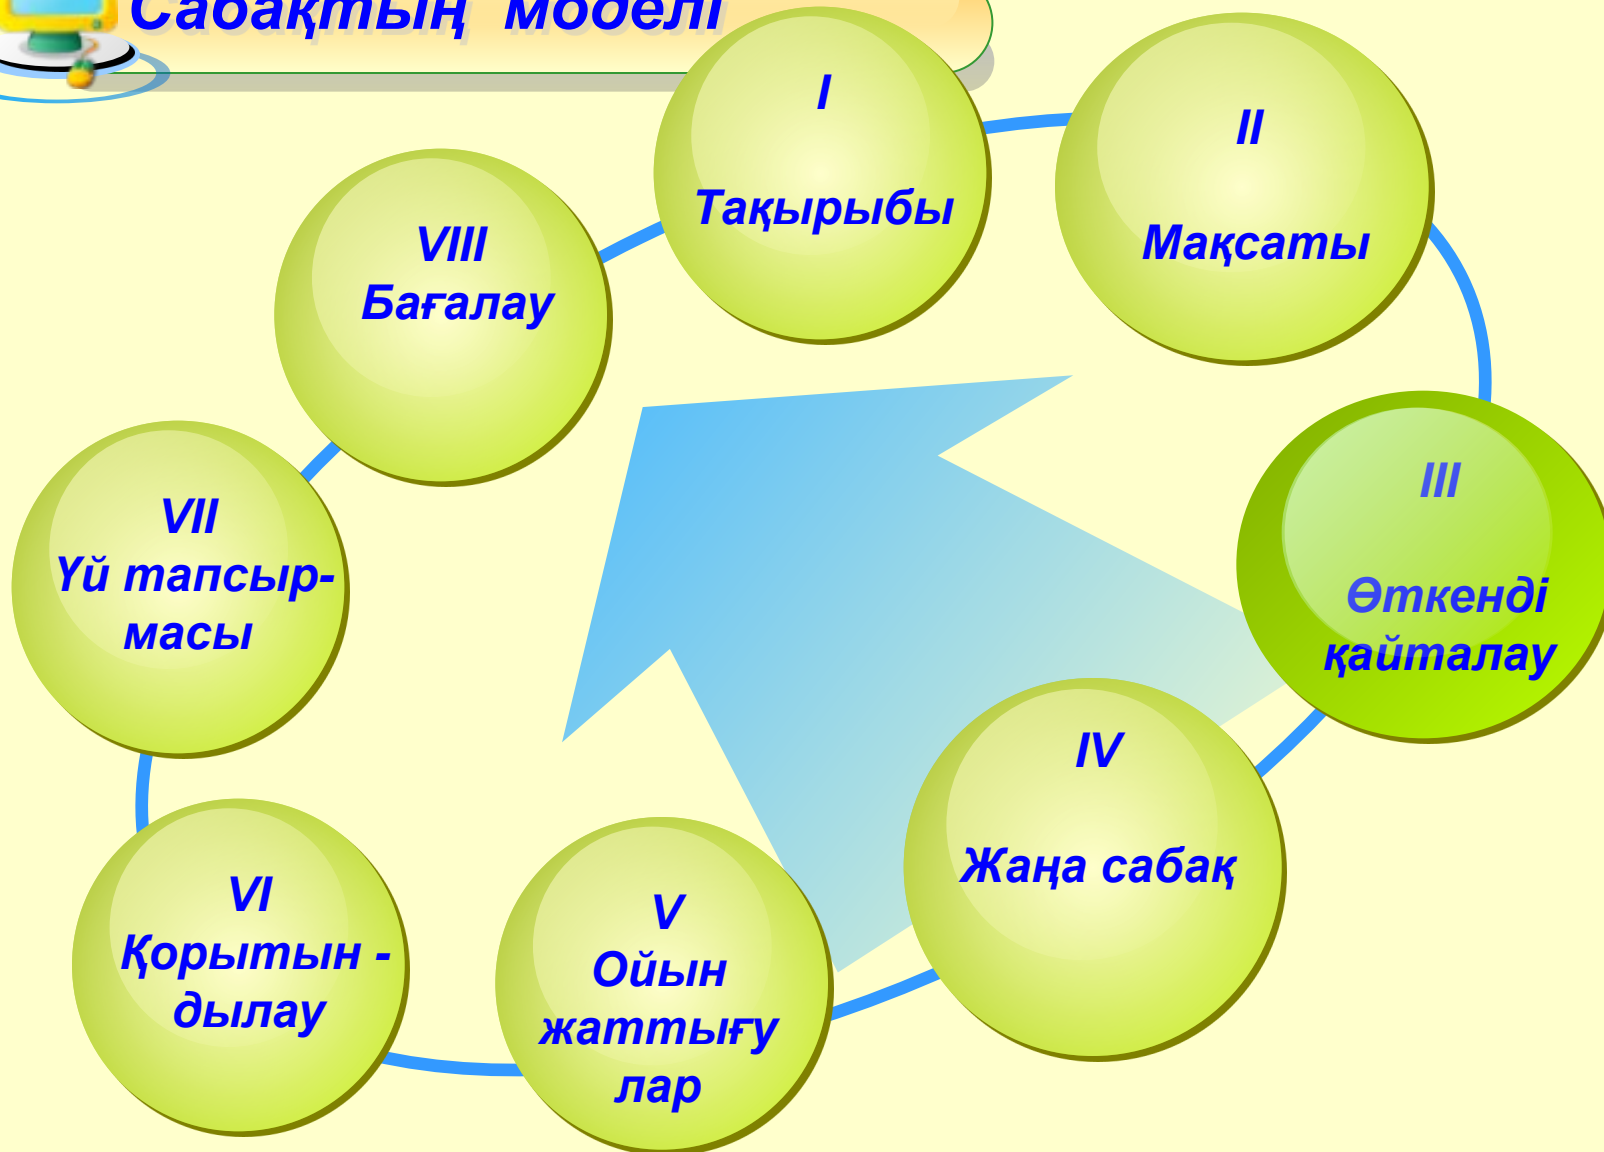 Сабақтың моделі
I
Тақырыбы
II
Мақсаты
III
Өткенді
қайталау
IV
Жаңа сабақ
V
Ойын
жаттығу
лар
VI
Қорытын -
дылау
VII
Үй тапсыр-
масы
VIII
Бағалау